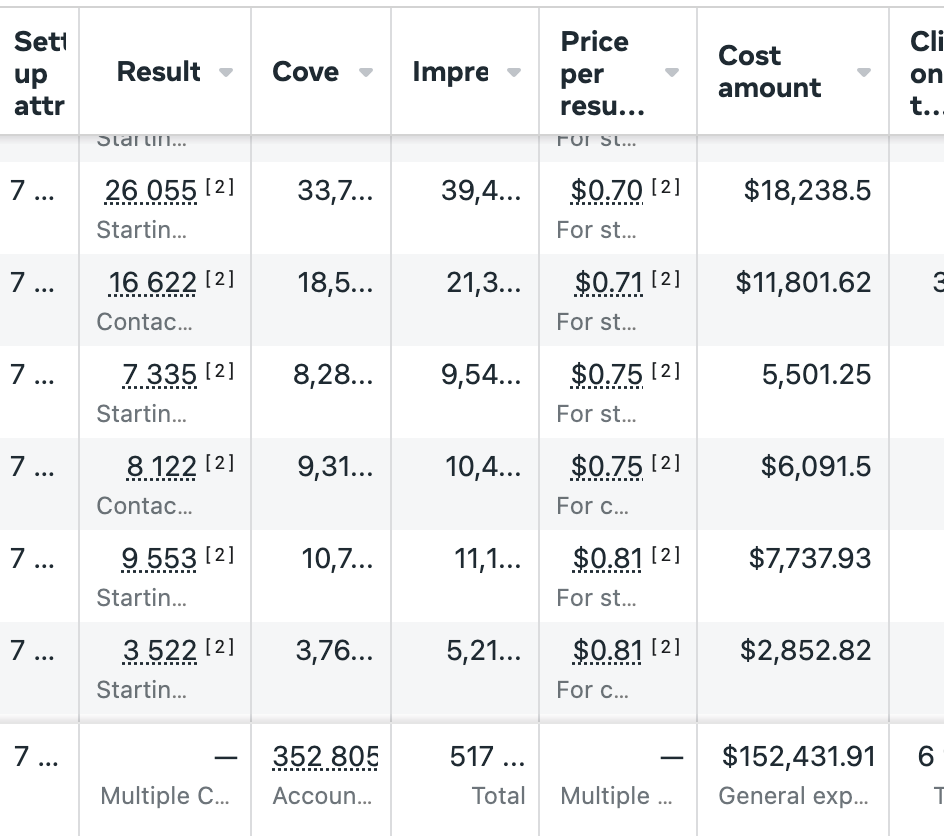 Sett up attr Result Cove Impre Price per resu... Cost amount Cli on t...
Startin... For st...
7 ... 26 055 [2] 33,7... 39,4... $0.70 [2] $18,238.5
Startin... For st...
7 ... 16 622 [2] 18,5... 21,3... $0.71 [2] $11,801.62 3
Contac... For st...
7 ... 7 335 [2] 8,28... 9,54... $0.75 [2] 5,501.25
Startin... For st...
7 ... 8 122 [2] 9,31... 10,4... $0.75 [2] $6,091.5
Contac... For c...
7 ... 9 553 [2] 10,7... 11,1... $0.81 [2] $7,737.93
Startin... For st...
7 ... 3 522 [2] 3,76... 5,21... $0.81 [2] $2,852.82
Startin... For c...
7 ... — 352 805 517 ... — $152,431.91 6
Multiple C... Accoun... Total Multiple ... General exp... T